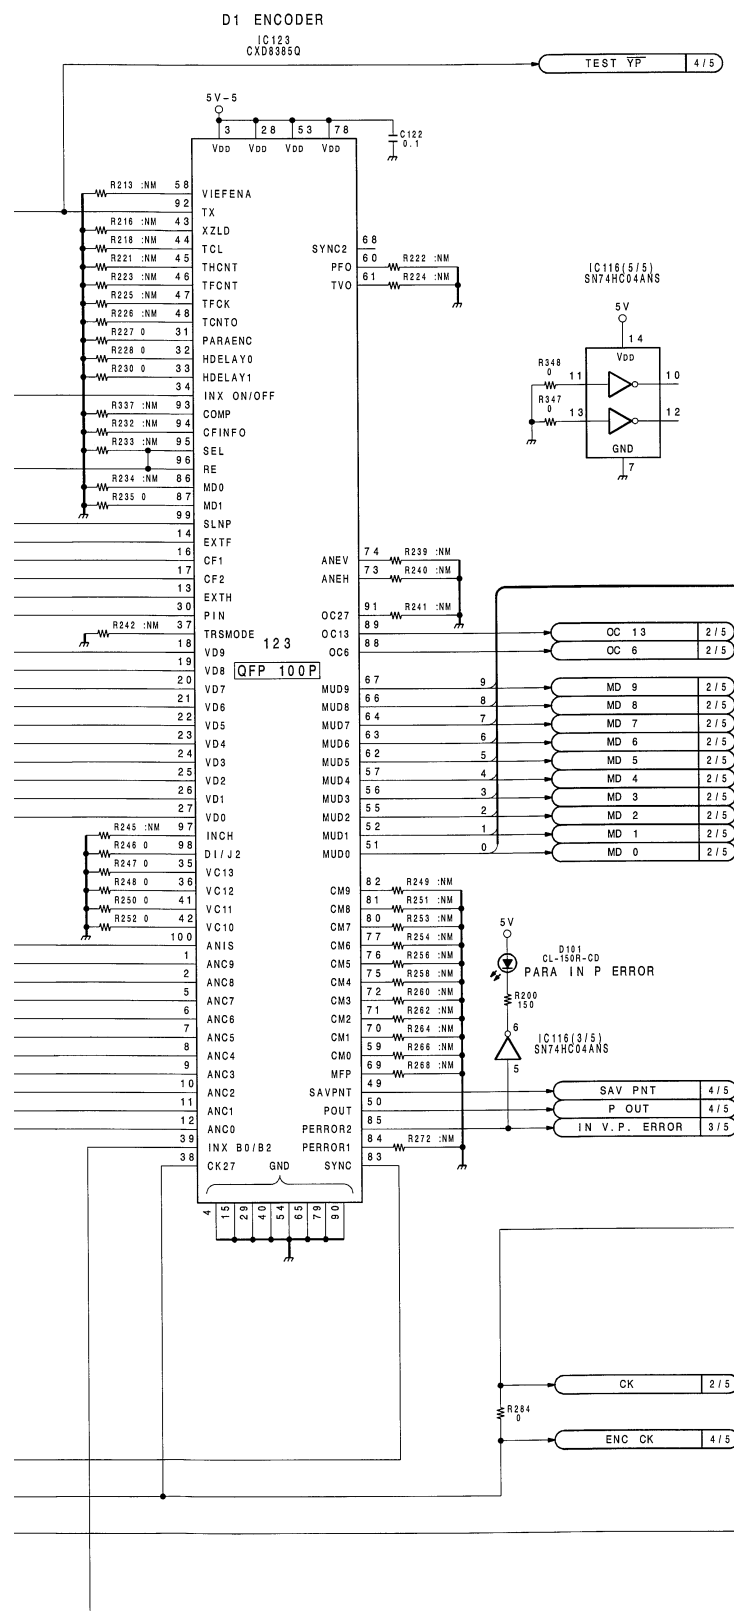 D1 ENCODER
IC123
CXD8385Q
TEST YP 4/5
5V-5
3 28 53 78
VDD VDD VDD VDD
C122
0.1
R213 :NM 58 VIEFENA
92 TX
R216 :NM 43 XZLD
R218 :NM 44 TCL
R221 :NM 45 THCNT
R223 :NM 46 TFCNT
R225 :NM 47 TFCK
R226 :NM 48 TCNTO
R227 0 31 PARAENC
R228 0 32 HDELAY0
R230 0 33 HDELAY1
34 INX ON/OFF
R337 :NM 93 COMP
R232 :NM 94 CFINFO
R233 :NM 95 SEL
96 RE
R234 :NM 86 MD0
R235 0 87 MD1
99 SLNP
14 EXTF
16 CF1
17 CF2
13 EXTH
30 PIN
R242 :NM 37 TRSMODE
18 VD9
19 VD8
20 VD7
21 VD6
22 VD5
23 VD4
24 VD3
25 VD2
26 VD1
27 VD0
R245 :NM 97 INCH
R246 0 98 DI/J2
R247 0 35 VC13
R248 0 36 VC12
R250 0 41 VC11
R252 0 42 VC10
100 ANIS
1 ANC9
2 ANC8
5 ANC7
6 ANC6
7 ANC5
8 ANC4
9 ANC3
10 ANC2
11 ANC1
12 ANC0
39 INX B0/B2
38 CK27
123
QFP 100P
SYNC2 68
PFO 60 R222 :NM
TVO 61 R224 :NM
ANEV 74 R239 :NM
ANEH 73 R240 :NM
OC27 91 R241 :NM
OC13 89 OC 13 2/5
OC6 88 OC 6 2/5
MUD9 67 9 MD 9 2/5
MUD8 66 8 MD 8 2/5
MUD7 64 7 MD 7 2/5
MUD6 63 6 MD 6 2/5
MUD5 62 5 MD 5 2/5
MUD4 57 4 MD 4 2/5
MUD3 56 3 MD 3 2/5
MUD2 55 2 MD 2 2/5
MUD1 52 1 MD 1 2/5
MUD0 51 0 MD 0 2/5
CM9 82 R249 :NM
CM8 81 R251 :NM
CM7 80 R253 :NM
CM6 77 R254 :NM
CM5 76 R256 :NM
CM4 75 R258 :NM
CM3 72 R260 :NM
CM2 71 R262 :NM
CM1 70 R264 :NM
CM0 59 R266 :NM
MFP 69 R268 :NM
SAVPNT 49 SAV PNT 4/5
POUT 50 P OUT 4/5
PERROR2 85 IN V.P. ERROR 3/5
PERROR1 84 R272 :NM
SYNC 83
GND
4 15 29 40 54 65 79 90
IC116(5/5)
SN74HC04ANS
5V
14
VDD
R348
0
11 10
R347
0
13 12
GND
7
5V
D101
CL-150R-CD
PARA IN P ERROR
R200
150
6
IC116(3/5)
SN74HC04ANS
5
CK 2/5
R284
0
ENC CK 4/5